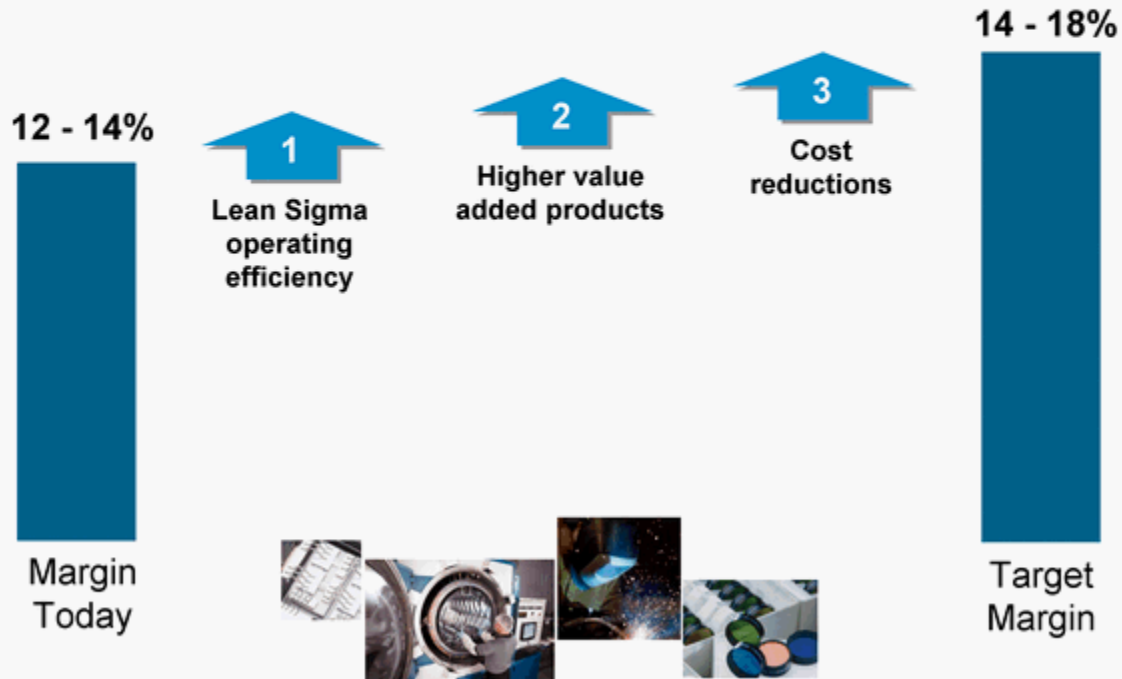 14 - 18%
12 - 14%
1
Lean Sigma
operating
efficiency
2
Higher value
added products
3
Cost
reductions
Margin
Today
Target
Margin